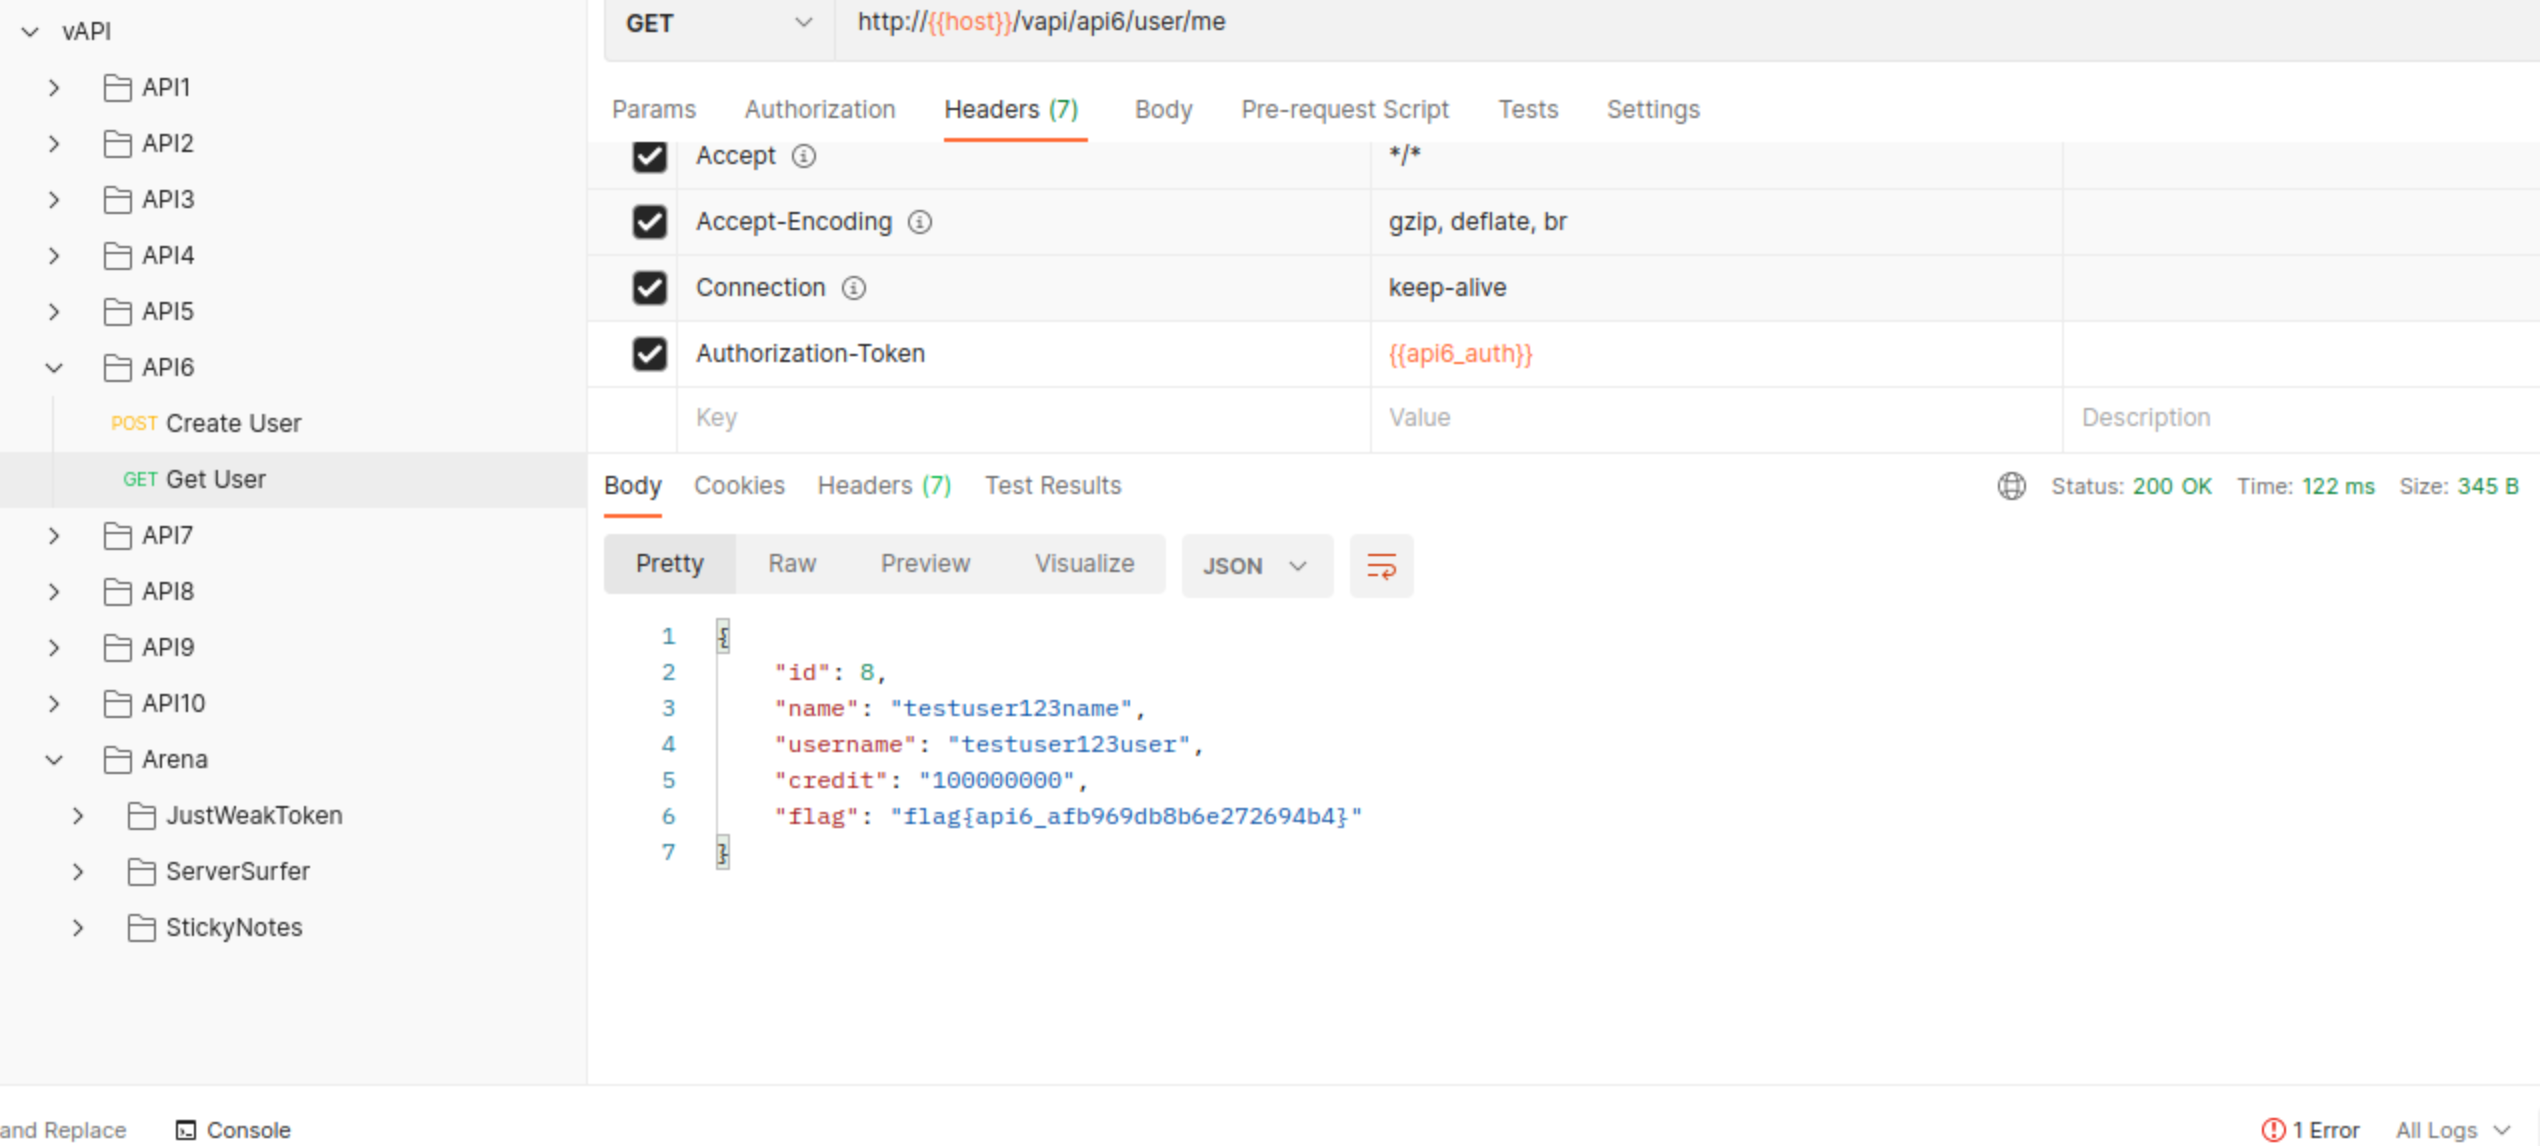 vAPI
API1
API2
API3
API4
API5
API6
POST Create User
GET Get User
API7
API8
API9
API10
Arena
JustWeakToken
ServerSurfer
StickyNotes
GET http://{{host}}/vapi/api6/user/me
Params Authorization Headers (7) Body Pre-request Script Tests Settings
Accept */*
Accept-Encoding gzip, deflate, br
Connection keep-alive
Authorization-Token {{api6_auth}}
Key Value Description
Body Cookies Headers (7) Test Results Status: 200 OK Time: 122 ms Size: 345 B
Pretty Raw Preview Visualize JSON
1 {
2 "id": 8,
3 "name": "testuser123name",
4 "username": "testuser123user",
5 "credit": "100000000",
6 "flag": "flag{api6_afb969db8b6e272694b4}"
7 }
and Replace Console 1 Error All Logs